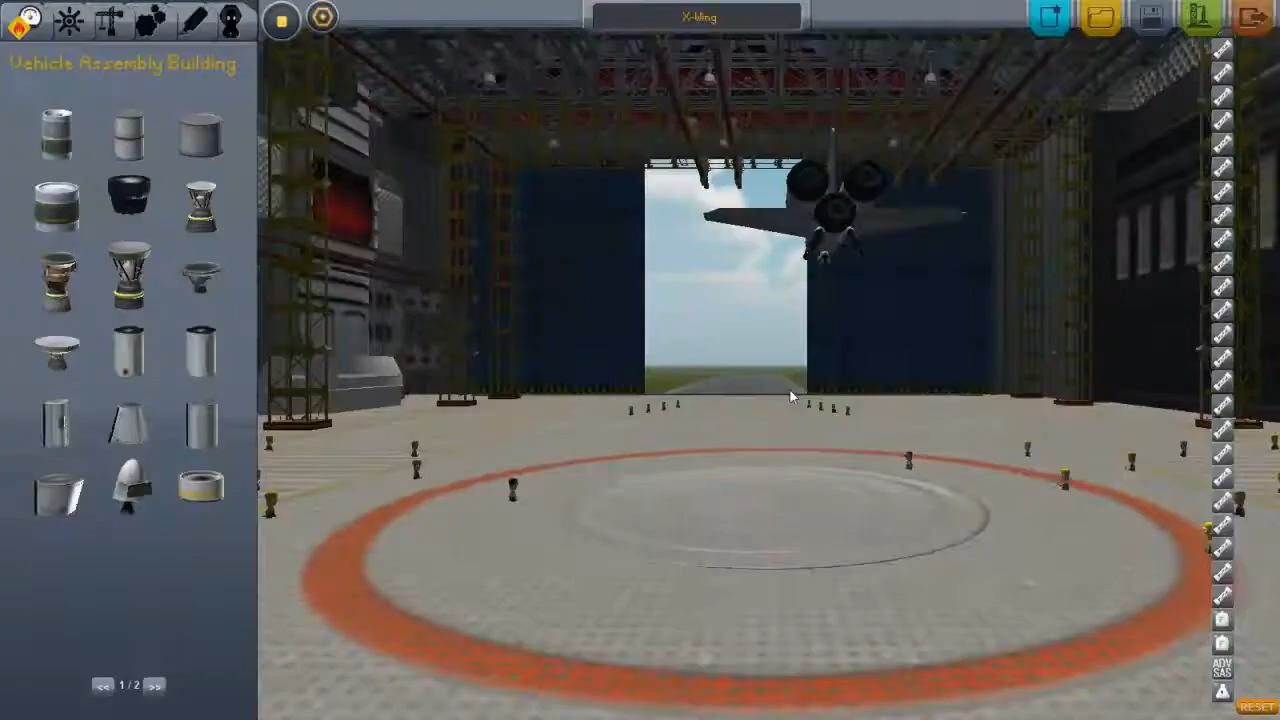 X-Wing
Vehicle Assembly Building
ADV
SAS
<< 1 / 2 >>
RESET